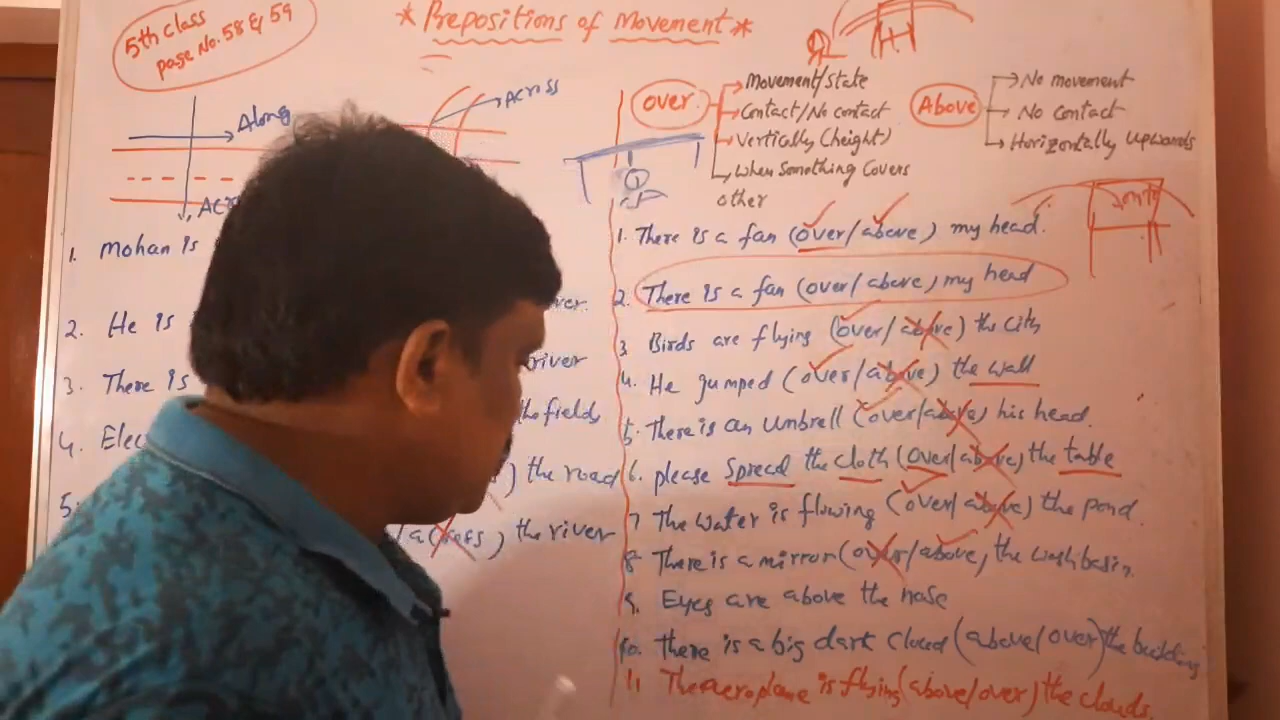 5th class
page No. 58 & 59
* Prepositions of Movement *
Along
Across
1. Mohan is
2. He is
river
3. There is
the fields
4.
) the road
5.
/across) the river
over
Movement/state
Contact/No contact
Vertically (height)
When Something Covers
other
Above
No movement
No Contact
Horizontally upwards
1. There is a fan (over/above) my head.
2. There is a fan (over/above) my head
3. Birds are flying (over/above) the city
4. He gumped (over/above) the wall
5. There is an umbrell (over/above) his head.
6. please spread the cloth (over/above) the table
7. The water is flowing (over/above) the pond.
8. There is a mirror (over/above, the washbasin.
9. Eyes are above the nose
10. There is a big dark cloud (above/over) the building
11. The aeroplane is flying (above/over) the clouds.